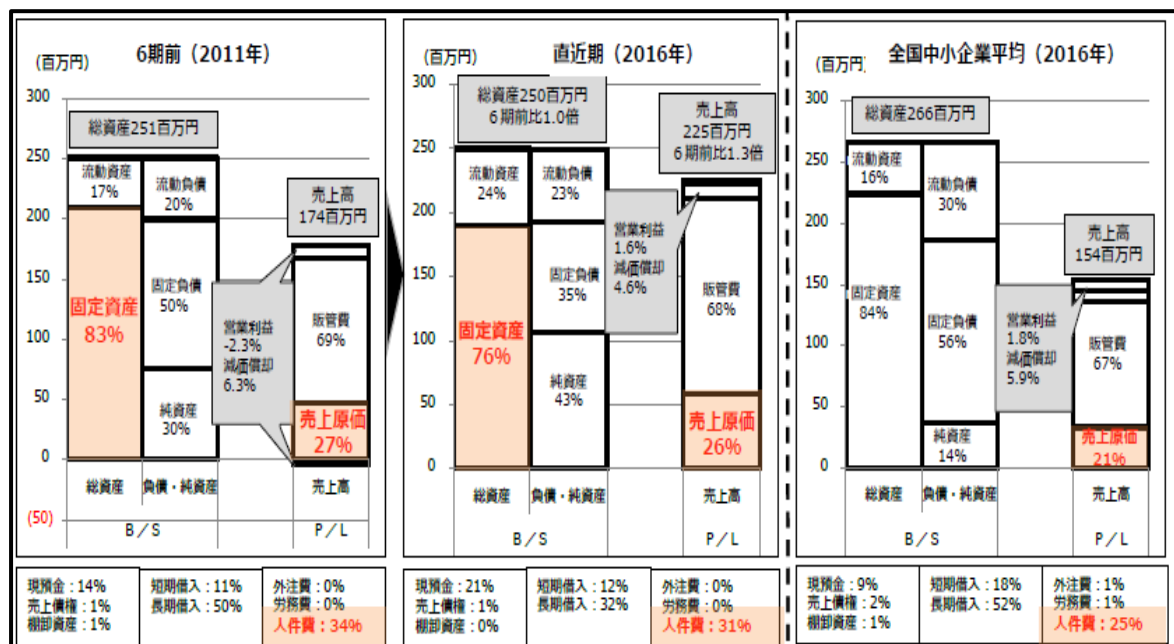 6期前（2011年）
(百万円)
300
250
200
150
100
50
0
(50)
総資産251百万円
流動資産
17%
固定資産
83%
流動負債
20%
固定負債
50%
純資産
30%
営業利益
-2.3%
減価償却
6.3%
売上高
174百万円
販管費
69%
売上原価
27%
総資産
負債・純資産
売上高
B／S
P／L
現預金：14%
売上債権：1%
棚卸資産：1%
短期借入：11%
長期借入：50%
外注費：0%
労務費：0%
人件費：34%
直近期（2016年）
(百万円)
300
250
200
150
100
50
0
総資産250百万円
6期前比1.0倍
流動資産
24%
固定資産
76%
流動負債
23%
固定負債
35%
純資産
43%
営業利益
1.6%
減価償却
4.6%
売上高
225百万円
6期前比1.3倍
販管費
68%
売上原価
26%
総資産
負債・純資産
売上高
B／S
P／L
現預金：21%
売上債権：1%
棚卸資産：0%
短期借入：12%
長期借入：32%
外注費：0%
労務費：0%
人件費：31%
全国中小企業平均（2016年）
(百万円)
300
250
200
150
100
50
0
総資産266百万円
流動資産
16%
固定資産
84%
流動負債
30%
固定負債
56%
純資産
14%
営業利益
1.8%
減価償却
5.9%
売上高
154百万円
販管費
67%
売上原価
21%
総資産
負債・純資産
売上高
B／S
P／L
現預金：9%
売上債権：2%
棚卸資産：1%
短期借入：18%
長期借入：52%
外注費：1%
労務費：1%
人件費：25%